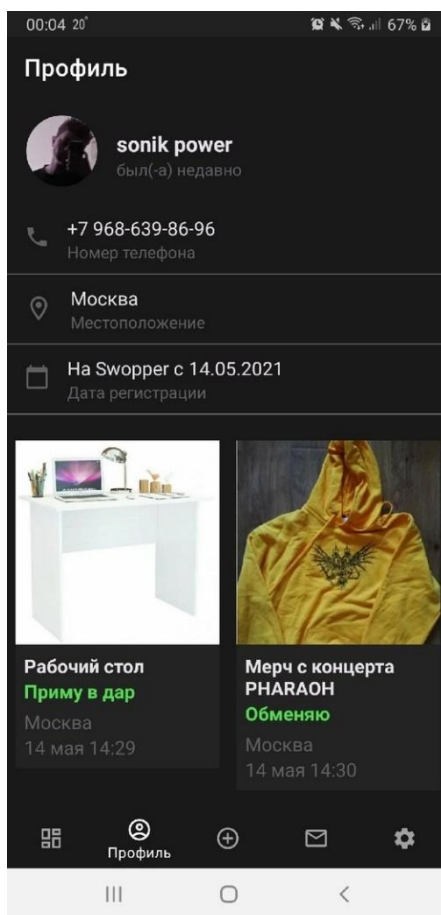 00:04 20°
67%
Профиль
sonik power
был(-а) недавно
+7 968-639-86-96
Номер телефона
Москва
Местоположение
На Swopper с 14.05.2021
Дата регистрации
Рабочий стол
Приму в дар
Москва
14 мая 14:29
Мерч с концерта
PHARAOH
Обменяю
Москва
14 мая 14:30
Профиль